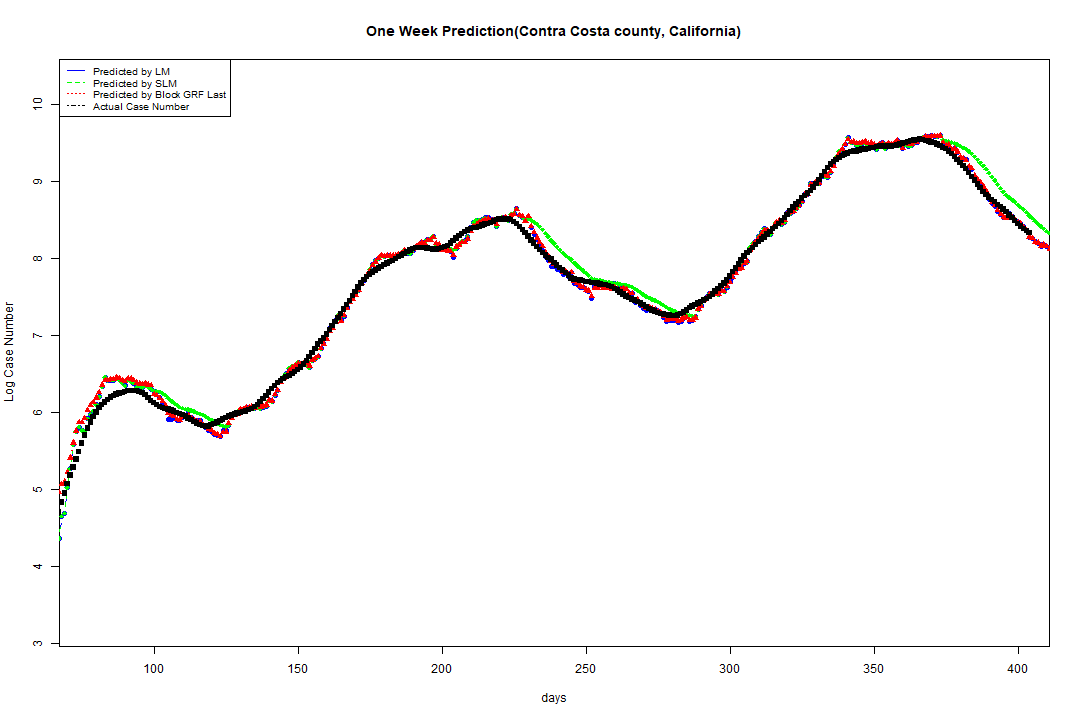 One Week Prediction(Contra Costa county, California)
Predicted by LM
Predicted by SLM
Predicted by Block GRF Last
Actual Case Number
Log Case Number
10
9
8
7
6
5
4
3
100 150 200 250 300 350 400
days